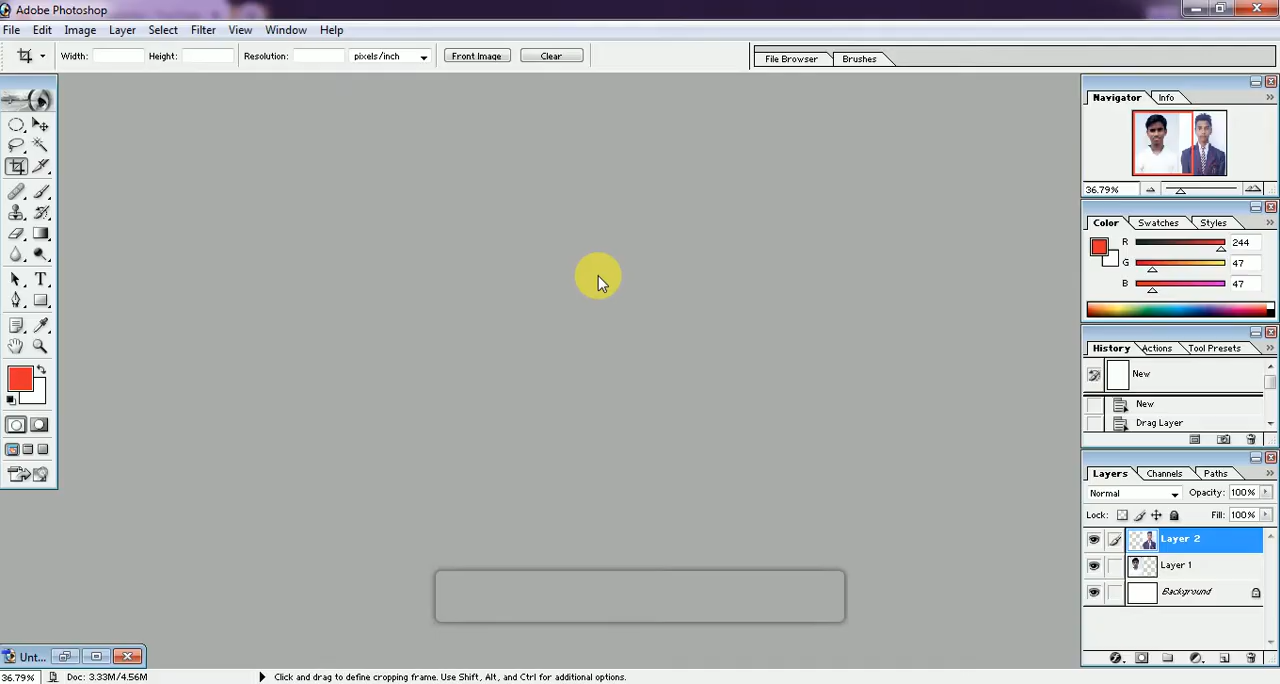 Adobe Photoshop
File Edit Image Layer Select Filter View Window Help
Width: Height: Resolution: pixels/inch Front Image Clear File Browser Brushes
Navigator Info
36.79%
Color Swatches Styles
R 244
G 47
B 47
History Actions Tool Presets
New
New
Drag Layer
Layers Channels Paths
Normal Opacity: 100%
Lock: Fill: 100%
Layer 2
Layer 1
Background
Unt...
36.79% Doc: 3.33M/4.56M Click and drag to define cropping frame. Use Shift, Alt, and Ctrl for additional options.